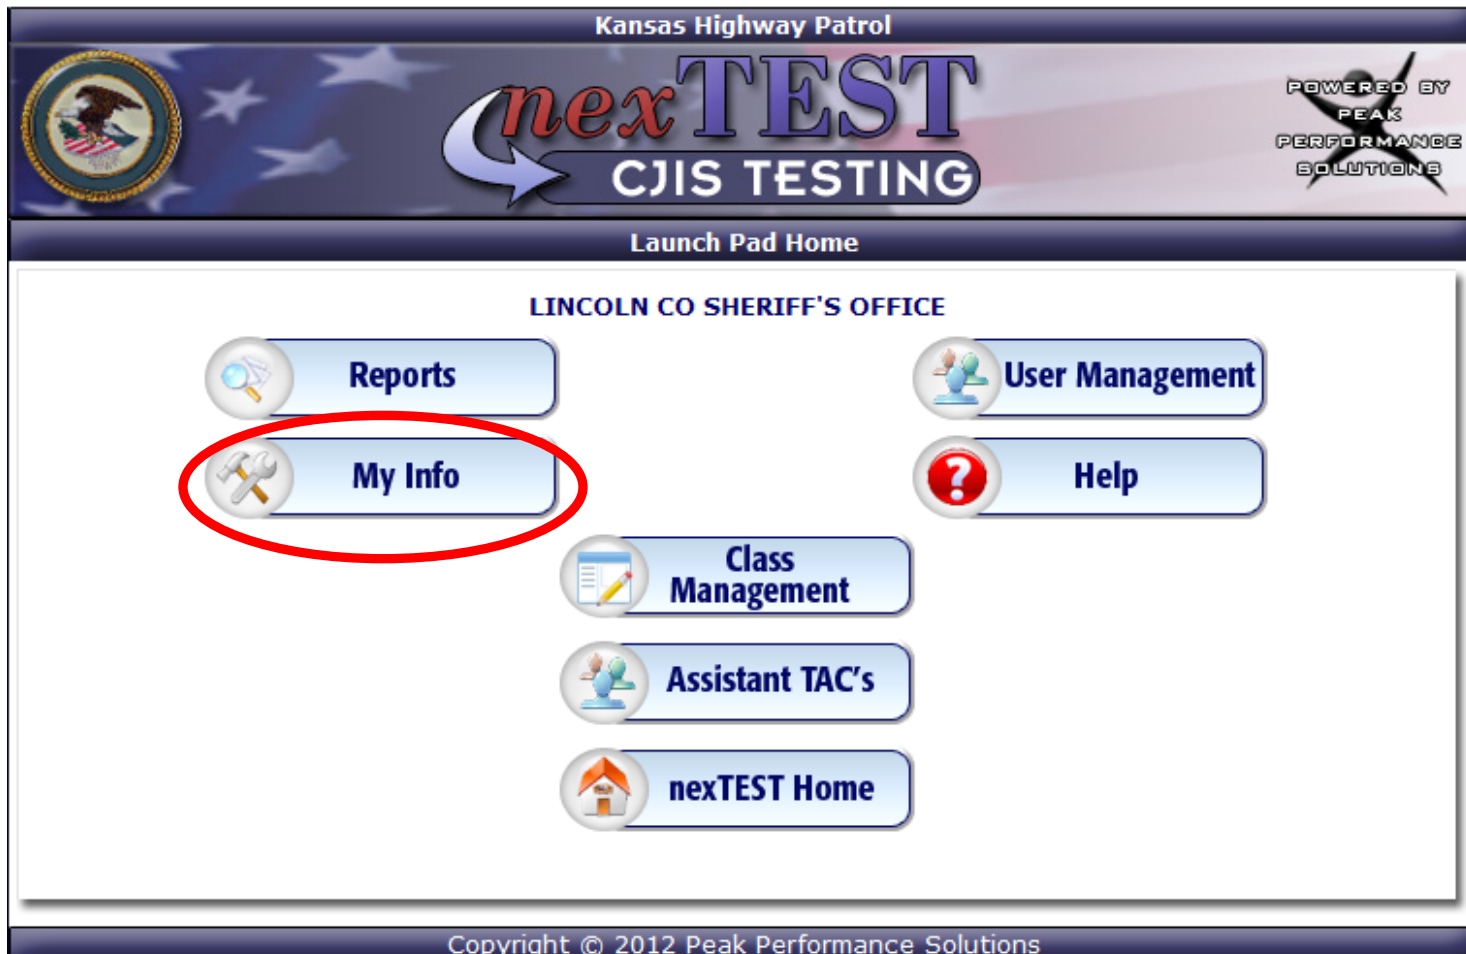 Kansas Highway Patrol
nexTEST
CJIS TESTING
POWERED BY
PEAK
PERFORMANCE
SOLUTIONS
Launch Pad Home
LINCOLN CO SHERIFF'S OFFICE
Reports
User Management
My Info
Help
Class
Management
Assistant TAC's
nexTEST Home
Copyright © 2012 Peak Performance Solutions